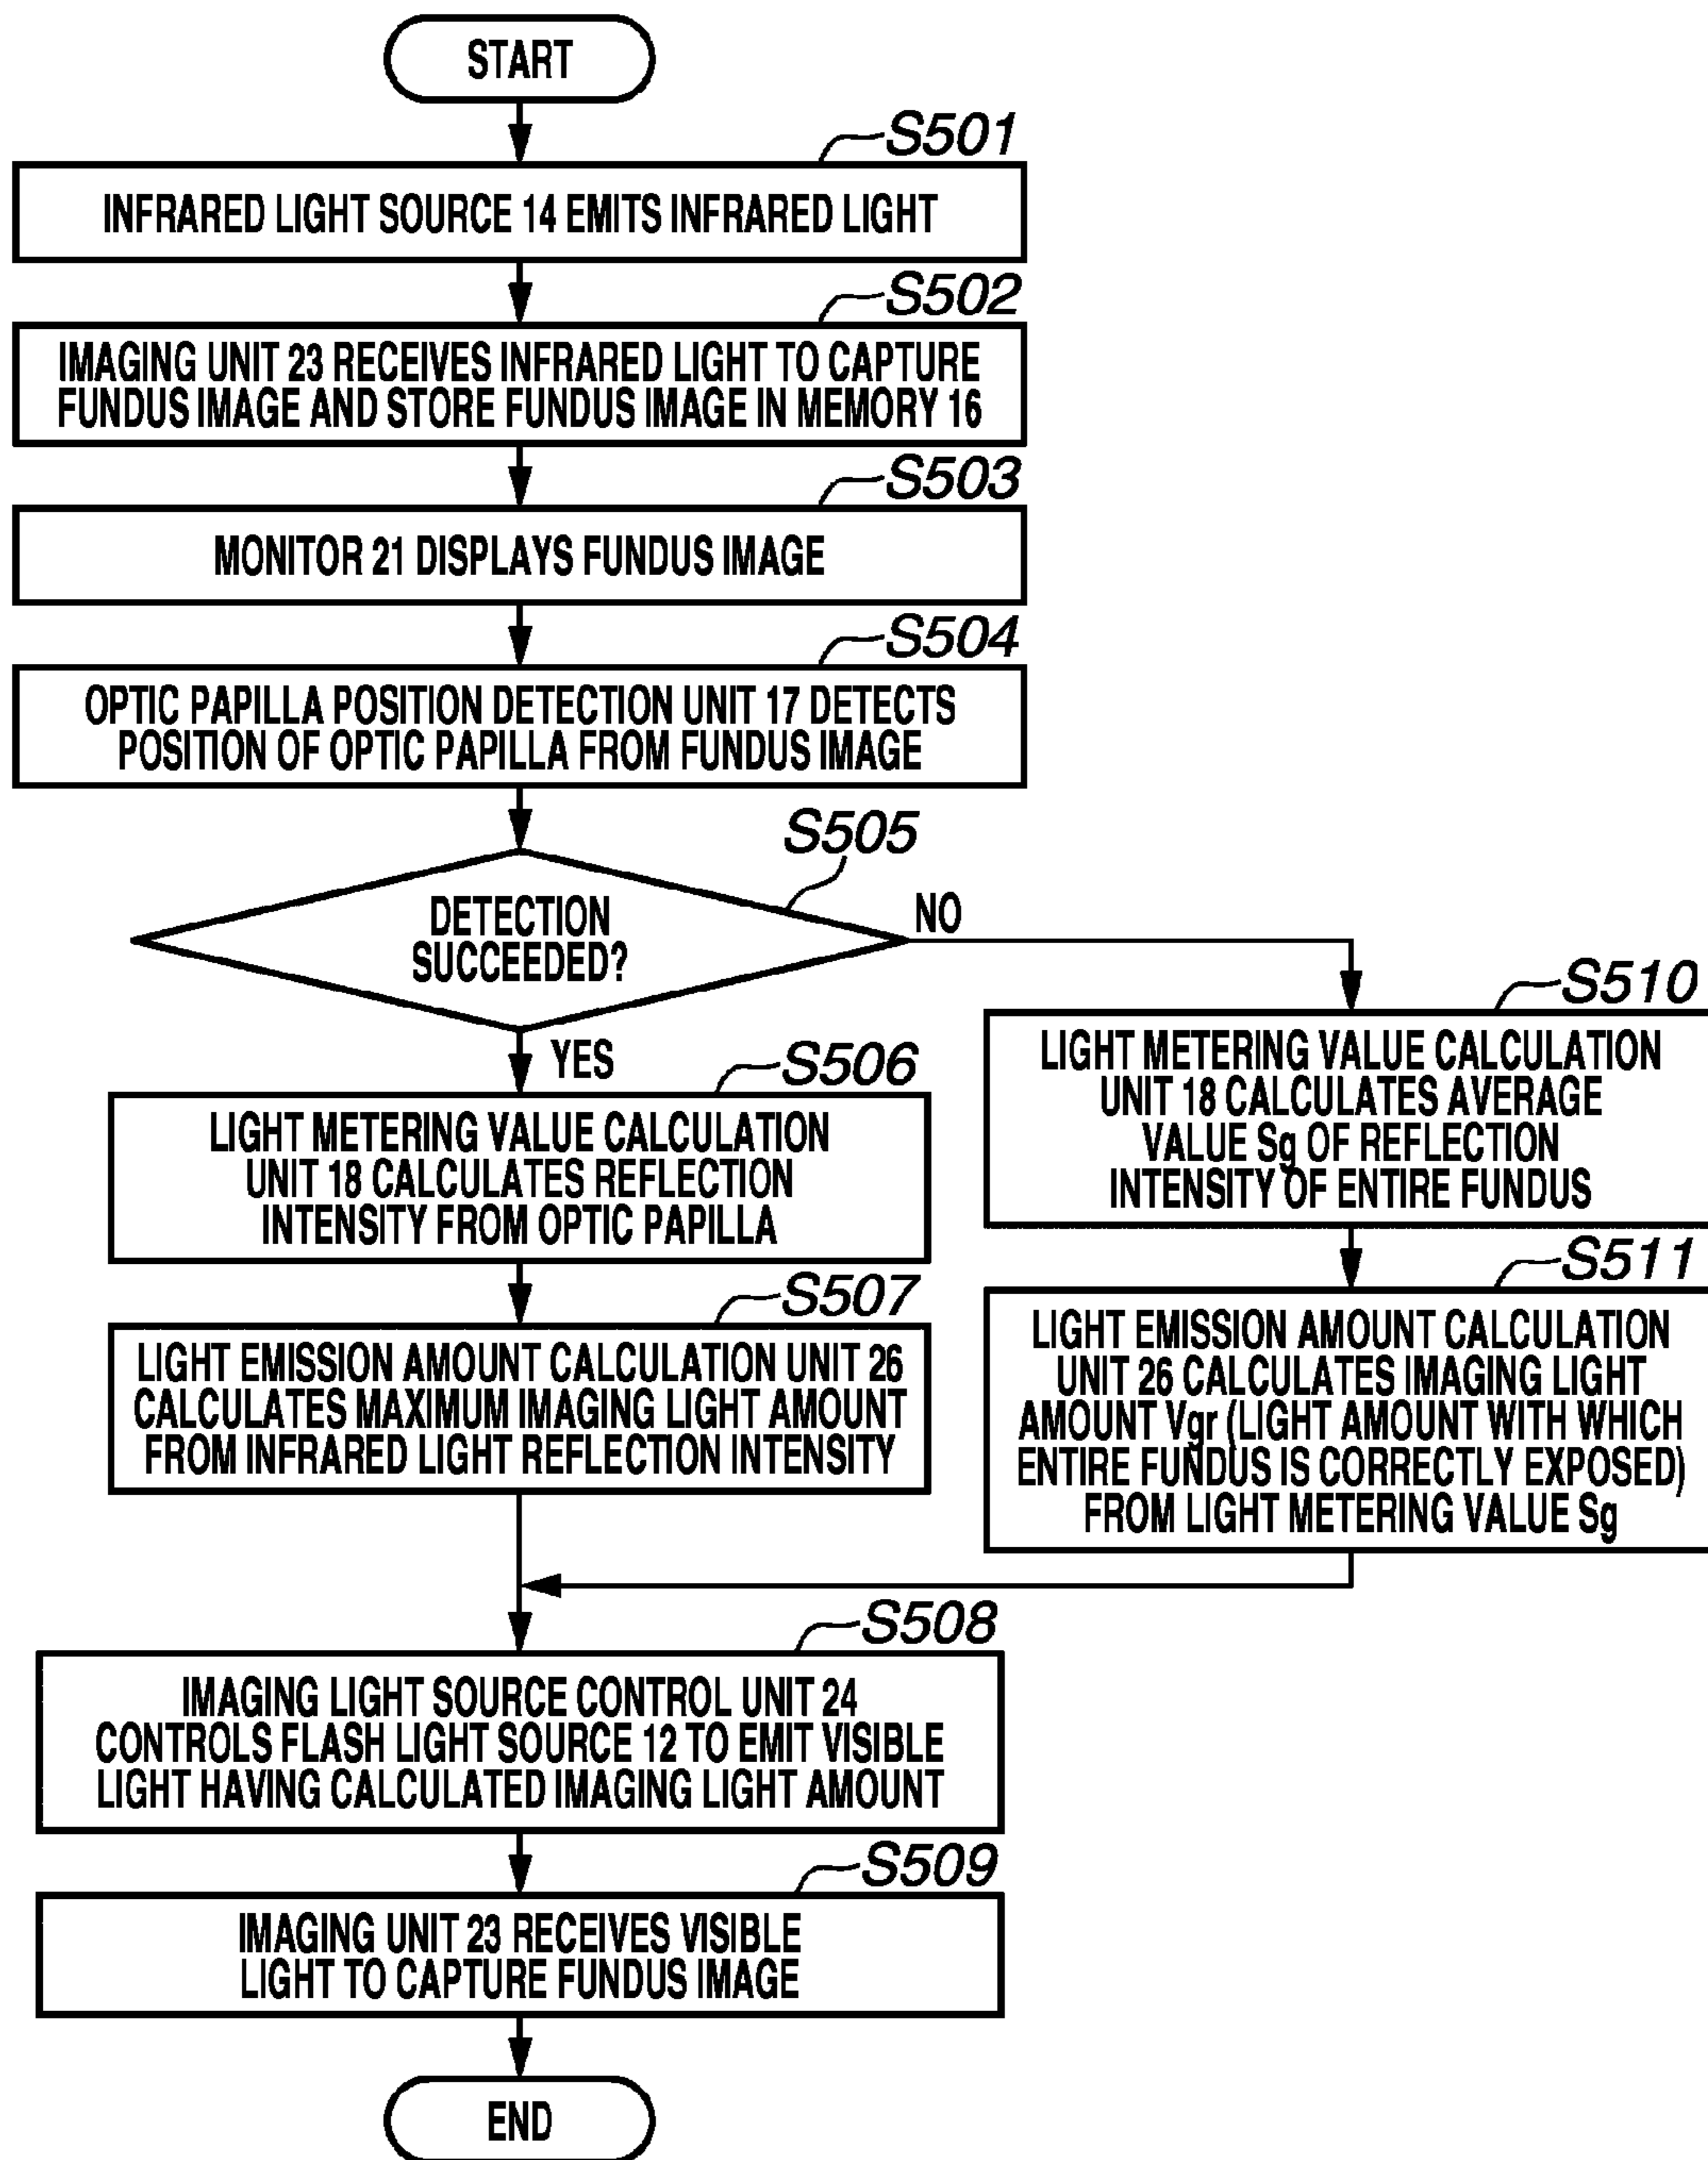 START
S501
INFRARED LIGHT SOURCE 14 EMITS INFRARED LIGHT
S502
IMAGING UNIT 23 RECEIVES INFRARED LIGHT TO CAPTURE
FUNDUS IMAGE AND STORE FUNDUS IMAGE IN MEMORY 16
S503
MONITOR 21 DISPLAYS FUNDUS IMAGE
S504
OPTIC PAPILLA POSITION DETECTION UNIT 17 DETECTS
POSITION OF OPTIC PAPILLA FROM FUNDUS IMAGE
S505
DETECTION
SUCCEEDED?
NO
YES
S506
LIGHT METERING VALUE CALCULATION
UNIT 18 CALCULATES REFLECTION
INTENSITY FROM OPTIC PAPILLA
S507
LIGHT EMISSION AMOUNT CALCULATION UNIT 26
CALCULATES MAXIMUM IMAGING LIGHT AMOUNT
FROM INFRARED LIGHT REFLECTION INTENSITY
S510
LIGHT METERING VALUE CALCULATION
UNIT 18 CALCULATES AVERAGE
VALUE Sg OF REFLECTION
INTENSITY OF ENTIRE FUNDUS
S511
LIGHT EMISSION AMOUNT CALCULATION
UNIT 26 CALCULATES IMAGING LIGHT
AMOUNT Vgr (LIGHT AMOUNT WITH WHICH
ENTIRE FUNDUS IS CORRECTLY EXPOSED)
FROM LIGHT METERING VALUE Sg
S508
IMAGING LIGHT SOURCE CONTROL UNIT 24
CONTROLS FLASH LIGHT SOURCE 12 TO EMIT VISIBLE
LIGHT HAVING CALCULATED IMAGING LIGHT AMOUNT
S509
IMAGING UNIT 23 RECEIVES VISIBLE
LIGHT TO CAPTURE FUNDUS IMAGE
END